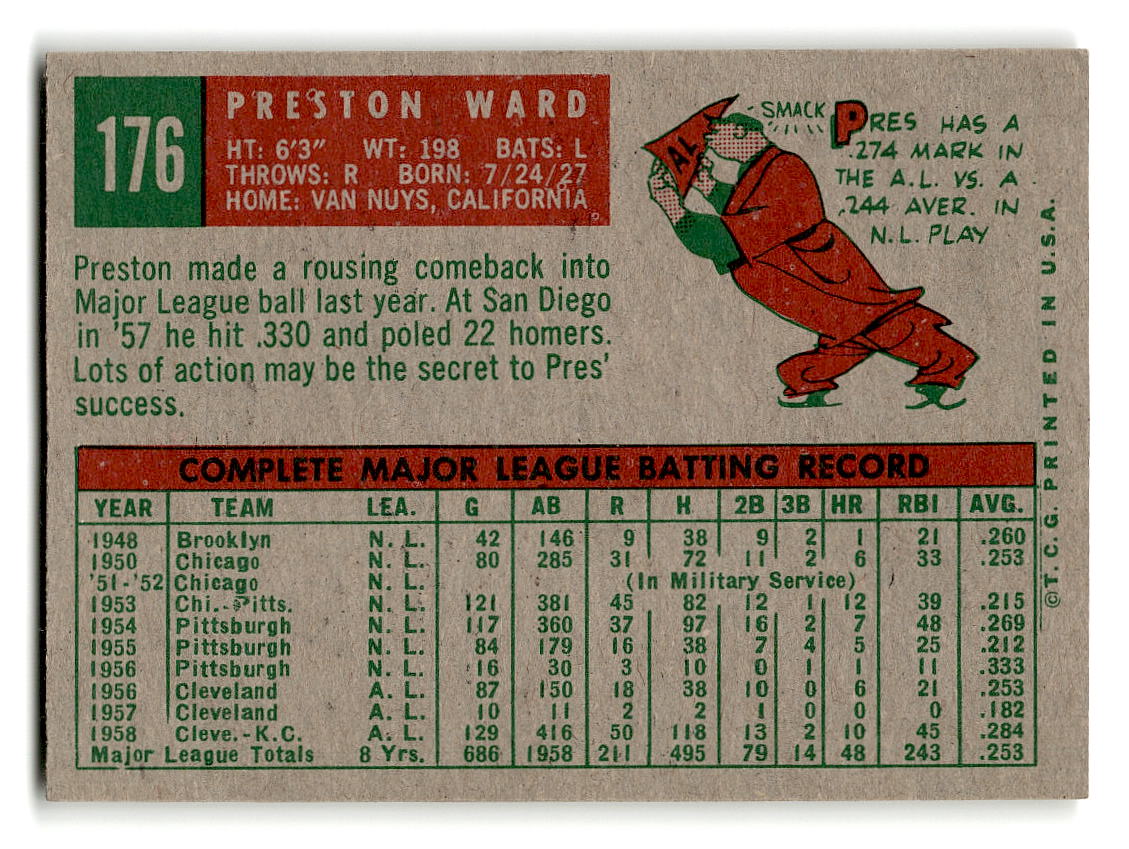 176
PRESTON WARD
HT: 6'3" WT: 198 BATS: L
THROWS: R BORN: 7/24/27
HOME: VAN NUYS, CALIFORNIA
AL
SMACK
PRES HAS A
.274 MARK IN
THE A.L. VS. A
.244 AVER. IN
N.L. PLAY
Preston made a rousing comeback into
Major League ball last year. At San Diego
in '57 he hit .330 and poled 22 homers.
Lots of action may be the secret to Pres'
success.
COMPLETE MAJOR LEAGUE BATTING RECORD
YEAR TEAM LEA. G AB R H 2B 3B HR RBI AVG.
1948 Brooklyn N. L. 42 146 9 38 9 2 1 21 .260
1950 Chicago N. L. 80 285 31 72 11 2 6 33 .253
'51-'52 Chicago N. L. (In Military Service)
1953 Chi.-Pitts. N. L. 121 381 45 82 12 1 12 39 .215
1954 Pittsburgh N. L. 117 360 37 97 16 2 7 48 .269
1955 Pittsburgh N. L. 84 179 16 38 7 4 5 25 .212
1956 Pittsburgh N. L. 16 30 3 10 0 1 1 11 .333
1956 Cleveland A. L. 87 150 18 38 10 0 6 21 .253
1957 Cleveland A. L. 10 11 2 2 1 0 0 0 .182
1958 Cleve.-K.C. A. L. 129 416 50 118 13 2 10 45 .284
Major League Totals 8 Yrs. 686 1958 211 495 79 14 48 243 .253
©T. C. G. PRINTED IN U.S.A.